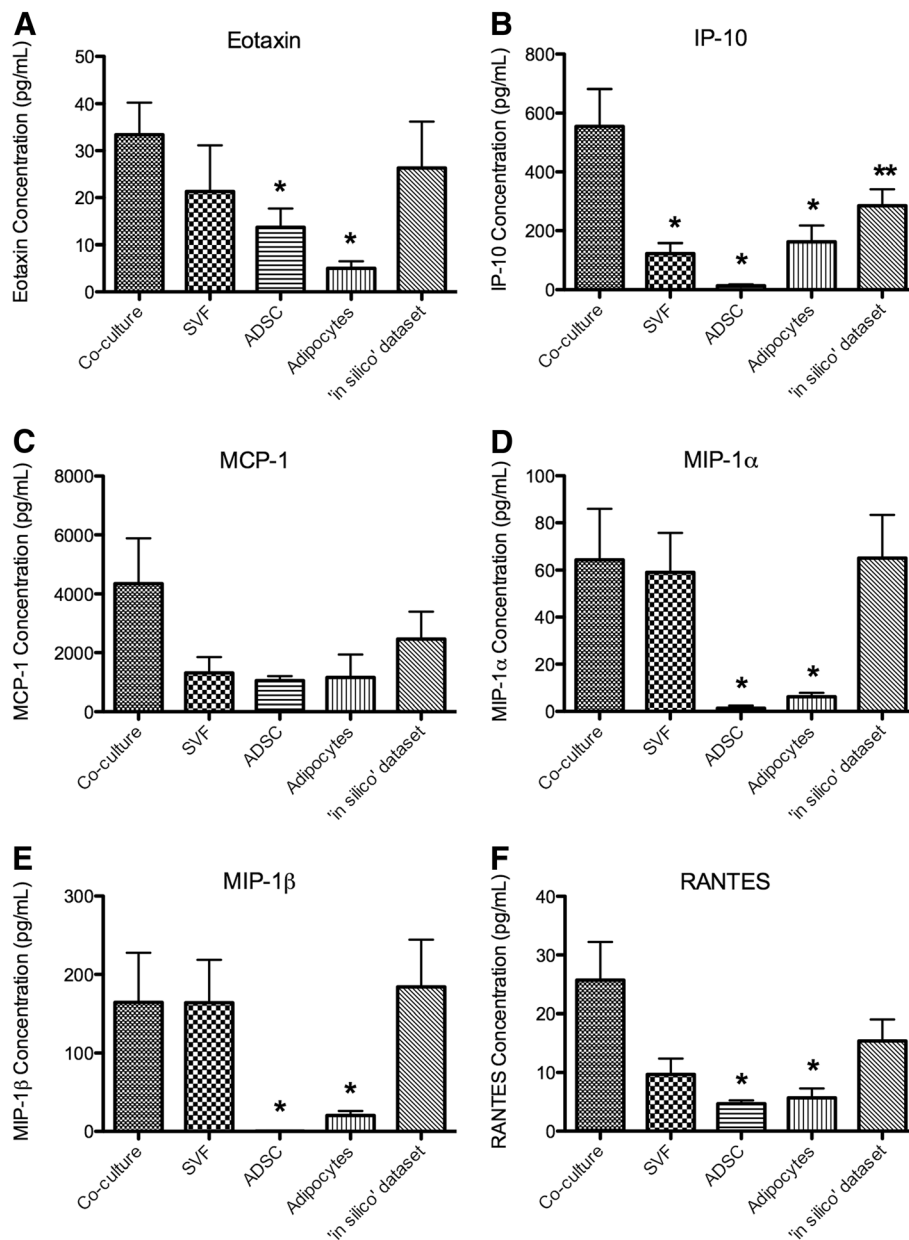 A
Eotaxin
Eotaxin Concentration (pg/mL)
50
40
30
20
10
0
*
*
Co-culture
SVF
ADSC
Adipocytes
'in silico' dataset
B
IP-10
IP-10 Concentration (pg/mL)
800
600
400
200
0
*
*
*
**
Co-culture
SVF
ADSC
Adipocytes
'in silico' dataset
C
MCP-1
MCP-1 Concentration (pg/mL)
8000
6000
4000
2000
0
Co-culture
SVF
ADSC
Adipocytes
'in silico' dataset
D
MIP-1α
MIP-1α Concentration (pg/mL)
100
80
60
40
20
0
*
*
Co-culture
SVF
ADSC
Adipocytes
'in silico' dataset
E
MIP-1β
MIP-1β Concentration (pg/mL)
300
200
100
0
*
*
Co-culture
SVF
ADSC
Adipocytes
'in silico' dataset
F
RANTES
RANTES Concentration (pg/mL)
40
30
20
10
0
*
*
Co-culture
SVF
ADSC
Adipocytes
'in silico' dataset